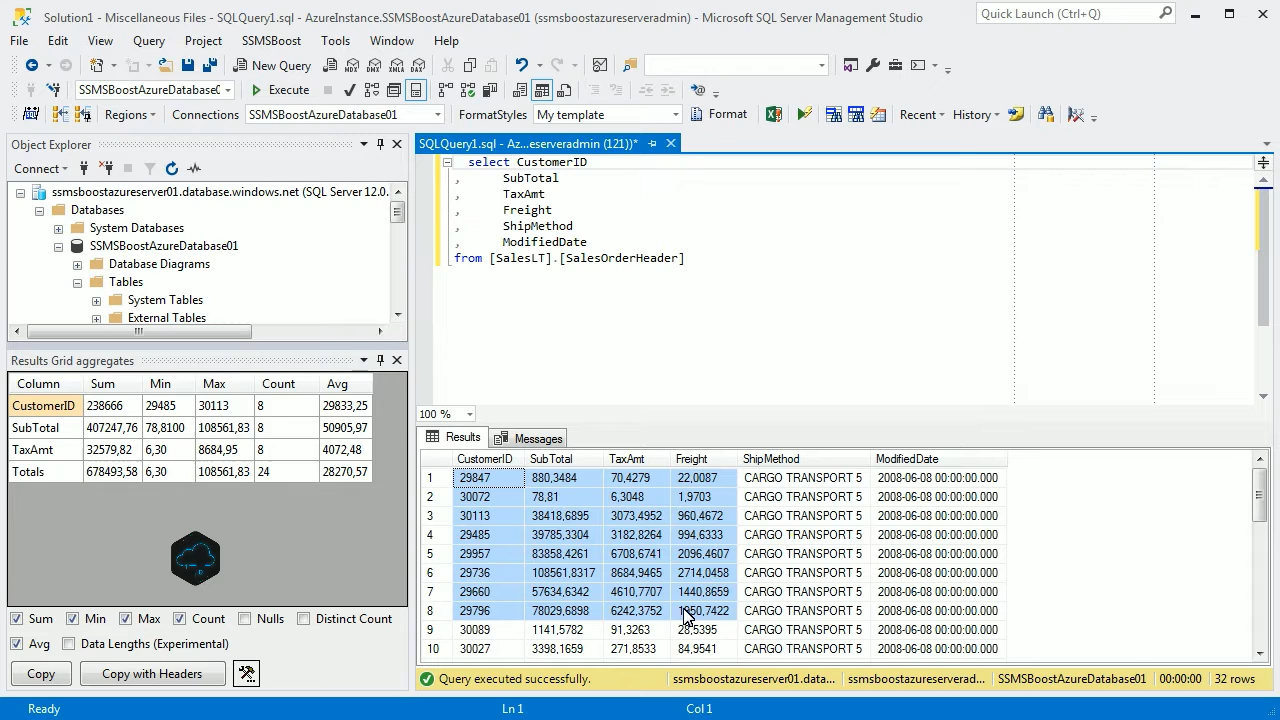 Solution1 - Miscellaneous Files - SQLQuery1.sql - AzureInstance.SSMSBoostAzureDatabase01 (ssmsboostazureserveradmin) - Microsoft SQL Server Management Studio
Quick Launch (Ctrl+Q)
File Edit View Query Project SSMSBoost Tools Window Help
New Query MDX DMX XMLA DAX
SSMSBoostAzureDatabase0 Execute
Regions Connections SSMSBoostAzureDatabase01 FormatStyles My template Format Recent History
Object Explorer
Connect
ssmsboostazureserver01.database.windows.net (SQL Server 12.0.
Databases
System Databases
SSMSBoostAzureDatabase01
Database Diagrams
Tables
System Tables
External Tables
Results Grid aggregates
Column Sum Min Max Count Avg
CustomerID 238666 29485 30113 8 29833,25
SubTotal 407247,76 78,8100 108561,83 8 50905,97
TaxAmt 32579,82 6,30 8684,95 8 4072,48
Totals 678493,58 6,30 108561,83 24 28270,57
Sum Min Max Count Nulls Distinct Count
Avg Data Lengths (Experimental)
Copy Copy with Headers
SQLQuery1.sql - Az...eserveradmin (121))*
select CustomerID
, SubTotal
, TaxAmt
, Freight
, ShipMethod
, ModifiedDate
from [SalesLT].[SalesOrderHeader]
100 %
Results Messages
CustomerID SubTotal TaxAmt Freight ShipMethod ModifiedDate
1 29847 880,3484 70,4279 22,0087 CARGO TRANSPORT 5 2008-06-08 00:00:00.000
2 30072 78,81 6,3048 1,9703 CARGO TRANSPORT 5 2008-06-08 00:00:00.000
3 30113 38418,6895 3073,4952 960,4672 CARGO TRANSPORT 5 2008-06-08 00:00:00.000
4 29485 39785,3304 3182,8264 994,6333 CARGO TRANSPORT 5 2008-06-08 00:00:00.000
5 29957 83858,4261 6708,6741 2096,4607 CARGO TRANSPORT 5 2008-06-08 00:00:00.000
6 29736 108561,8317 8684,9465 2714,0458 CARGO TRANSPORT 5 2008-06-08 00:00:00.000
7 29660 57634,6342 4610,7707 1440,8659 CARGO TRANSPORT 5 2008-06-08 00:00:00.000
8 29796 78029,6898 6242,3752 CARGO TRANSPORT 5 2008-06-08 00:00:00.000
9 30089 1141,5782 91,3263 28,5395 CARGO TRANSPORT 5 2008-06-08 00:00:00.000
10 30027 3398,1659 271,8533 84,9541 CARGO TRANSPORT 5 2008-06-08 00:00:00.000
Query executed successfully. ssmsboostazureserver01.data... ssmsboostazureserverad... SSMSBoostAzureDatabase01 00:00:00 32 rows
Ready Ln 1 Col 1